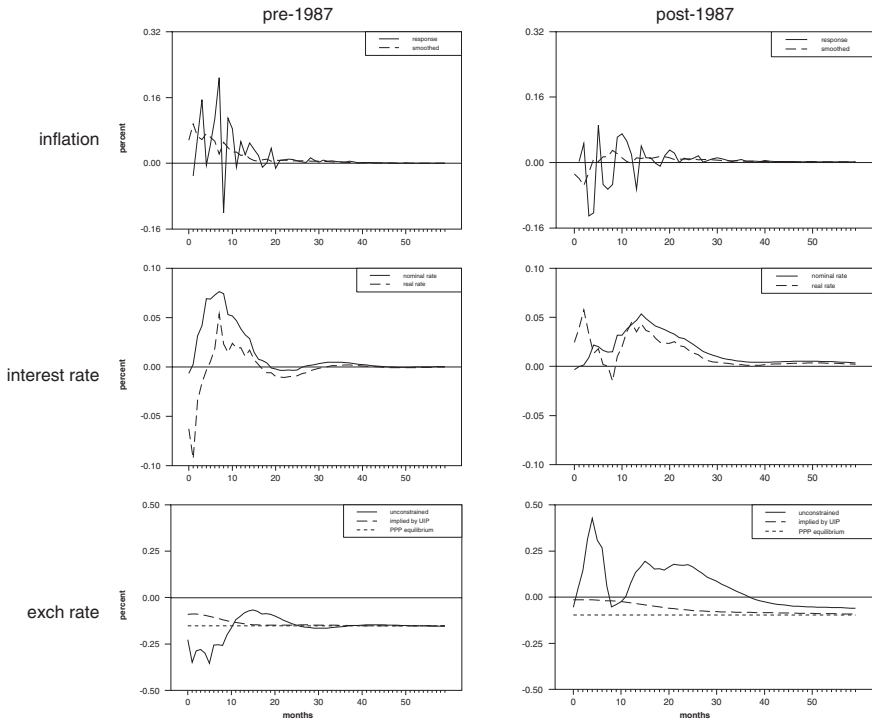 pre-1987
post-1987
inflation
percent
0.32
0.16
0.00
-0.16
response
smoothed
0 10 20 30 40 50
0.32
0.16
0.00
-0.16
response
smoothed
0 10 20 30 40 50
interest rate
percent
0.10
0.05
0.00
-0.05
-0.10
nominal rate
real rate
0 10 20 30 40 50
0.10
0.05
0.00
-0.05
-0.10
nominal rate
real rate
0 10 20 30 40 50
exch rate
percent
0.50
0.25
0.00
-0.25
-0.50
unconstrained
implied by UIP
PPP equilibrium
0 10 20 30 40 50
months
0.50
0.25
0.00
-0.25
-0.50
unconstrained
implied by UIP
PPP equilibrium
0 10 20 30 40 50
months